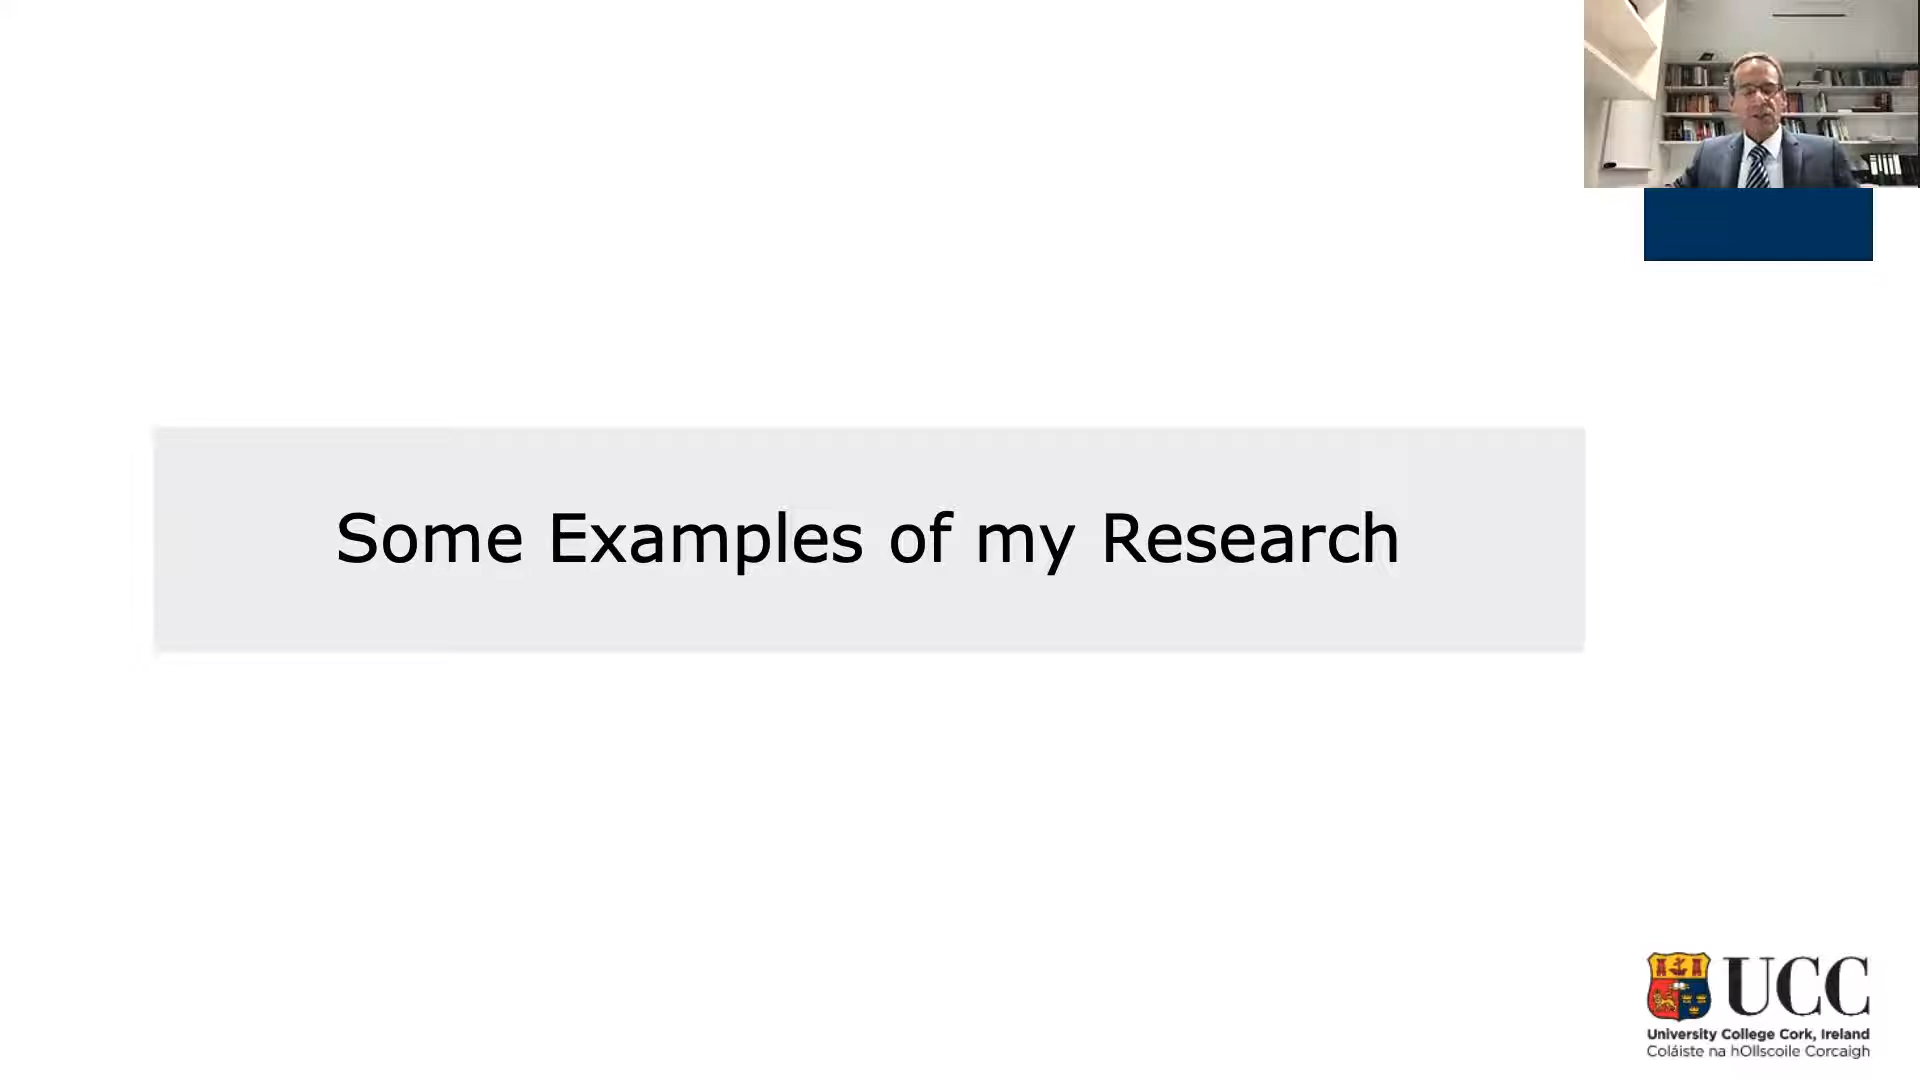 Some Examples of my Research
UCC
University College Cork, Ireland
Coláiste na hOllscoile Corcaigh